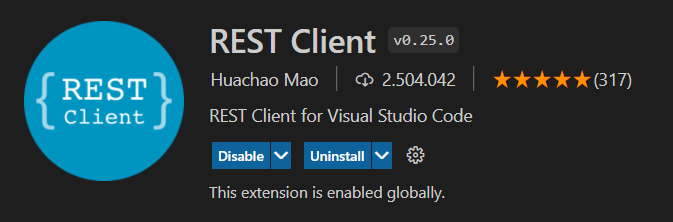 {REST
Client}
REST Client v0.25.0
Huachao Mao 2.504.042 (317)
REST Client for Visual Studio Code
Disable Uninstall
This extension is enabled globally.